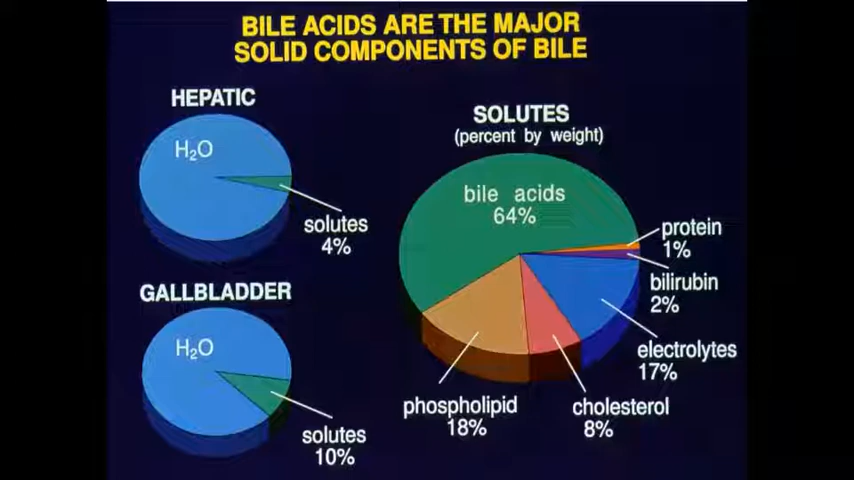 BILE ACIDS ARE THE MAJOR
SOLID COMPONENTS OF BILE
HEPATIC
H₂O
solutes
4%
GALLBLADDER
H₂O
solutes
10%
SOLUTES
(percent by weight)
bile acids
64%
protein
1%
bilirubin
2%
electrolytes
17%
cholesterol
8%
phospholipid
18%